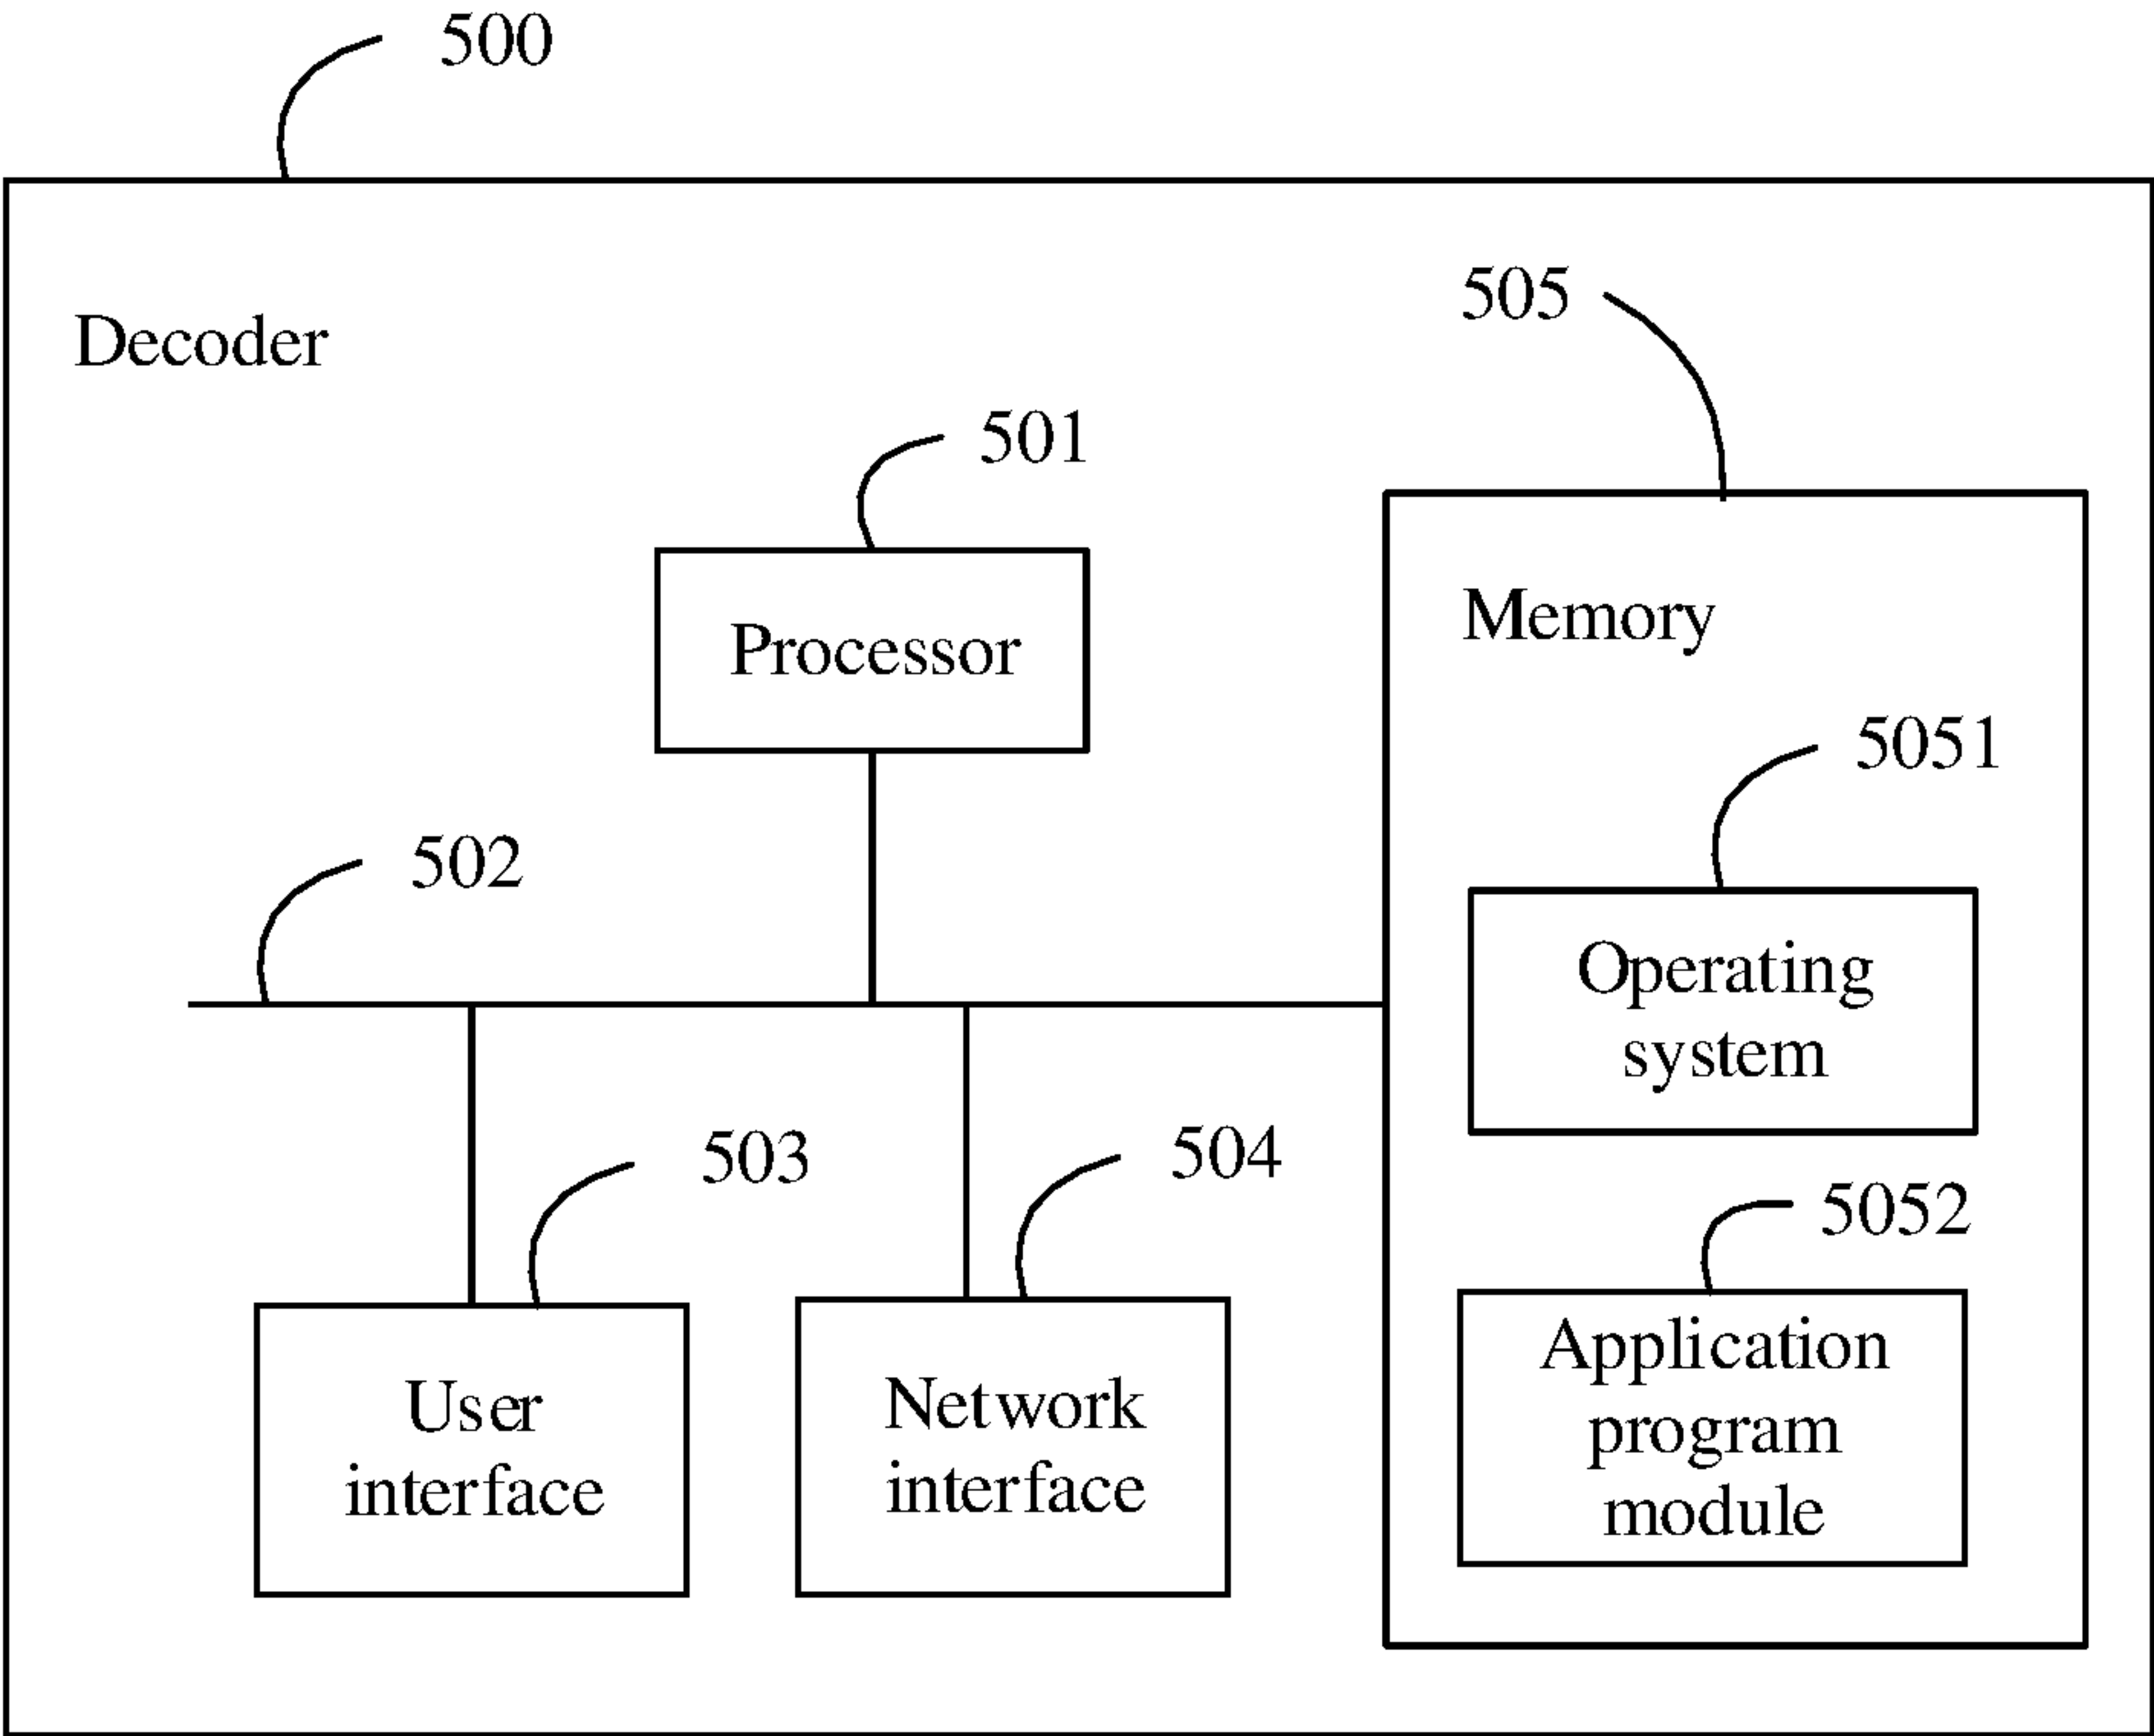 500
Decoder
505
501
Processor
Memory
5051
502
Operating
system
503
504
5052
User
interface
Network
interface
Application
program
module